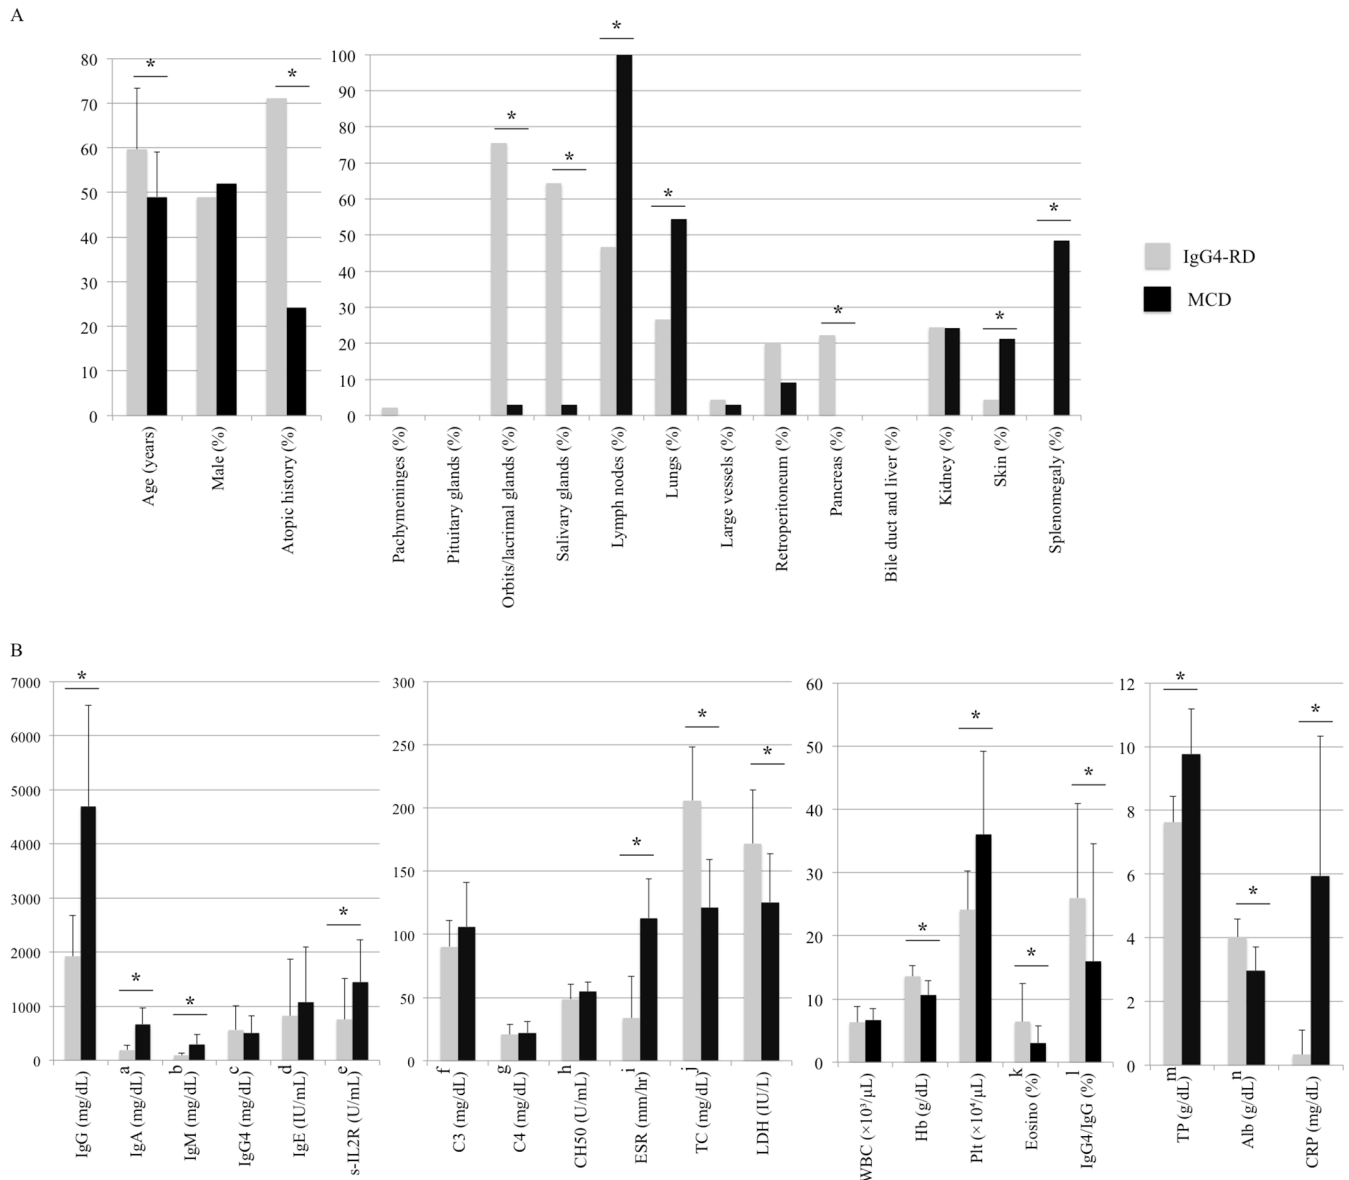 A
80
70
60
50
40
30
20
10
0
* *
Age (years)
Male (%)
Atopic history (%)
100
90
80
70
60
50
40
30
20
10
0
* * * * * * *
Pachymeninges (%)
Pituitary glands (%)
Orbits/lacrimal glands (%)
Salivary glands (%)
Lymph nodes (%)
Lungs (%)
Large vessels (%)
Retroperitoneum (%)
Pancreas (%)
Bile duct and liver (%)
Kidney (%)
Skin (%)
Splenomegaly (%)
IgG4-RD
MCD
B
7000
6000
5000
4000
3000
2000
1000
0
* * * *
IgG (mg/dL)
a
IgA (mg/dL)
b
IgM (mg/dL)
c
IgG4 (mg/dL)
d
IgE (IU/mL)
e
s-IL2R (U/mL)
300
250
200
150
100
50
0
* * *
f
C3 (mg/dL)
g
C4 (mg/dL)
h
CH50 (U/mL)
i
ESR (mm/hr)
j
TC (mg/dL)
LDH (IU/L)
60
50
40
30
20
10
0
* * * *
WBC (×10³/μL)
Hb (g/dL)
Plt (×10⁴/μL)
k
Eosino (%)
l
IgG4/IgG (%)
12
10
8
6
4
2
0
* * *
m
TP (g/dL)
n
Alb (g/dL)
CRP (mg/dL)